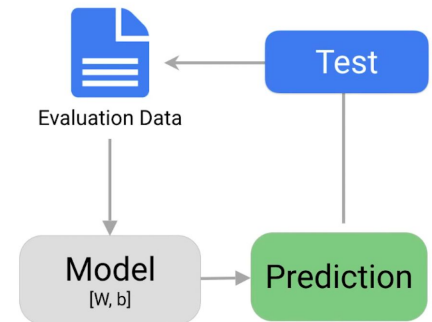 Test
Evaluation Data
Model
[W, b]
Prediction